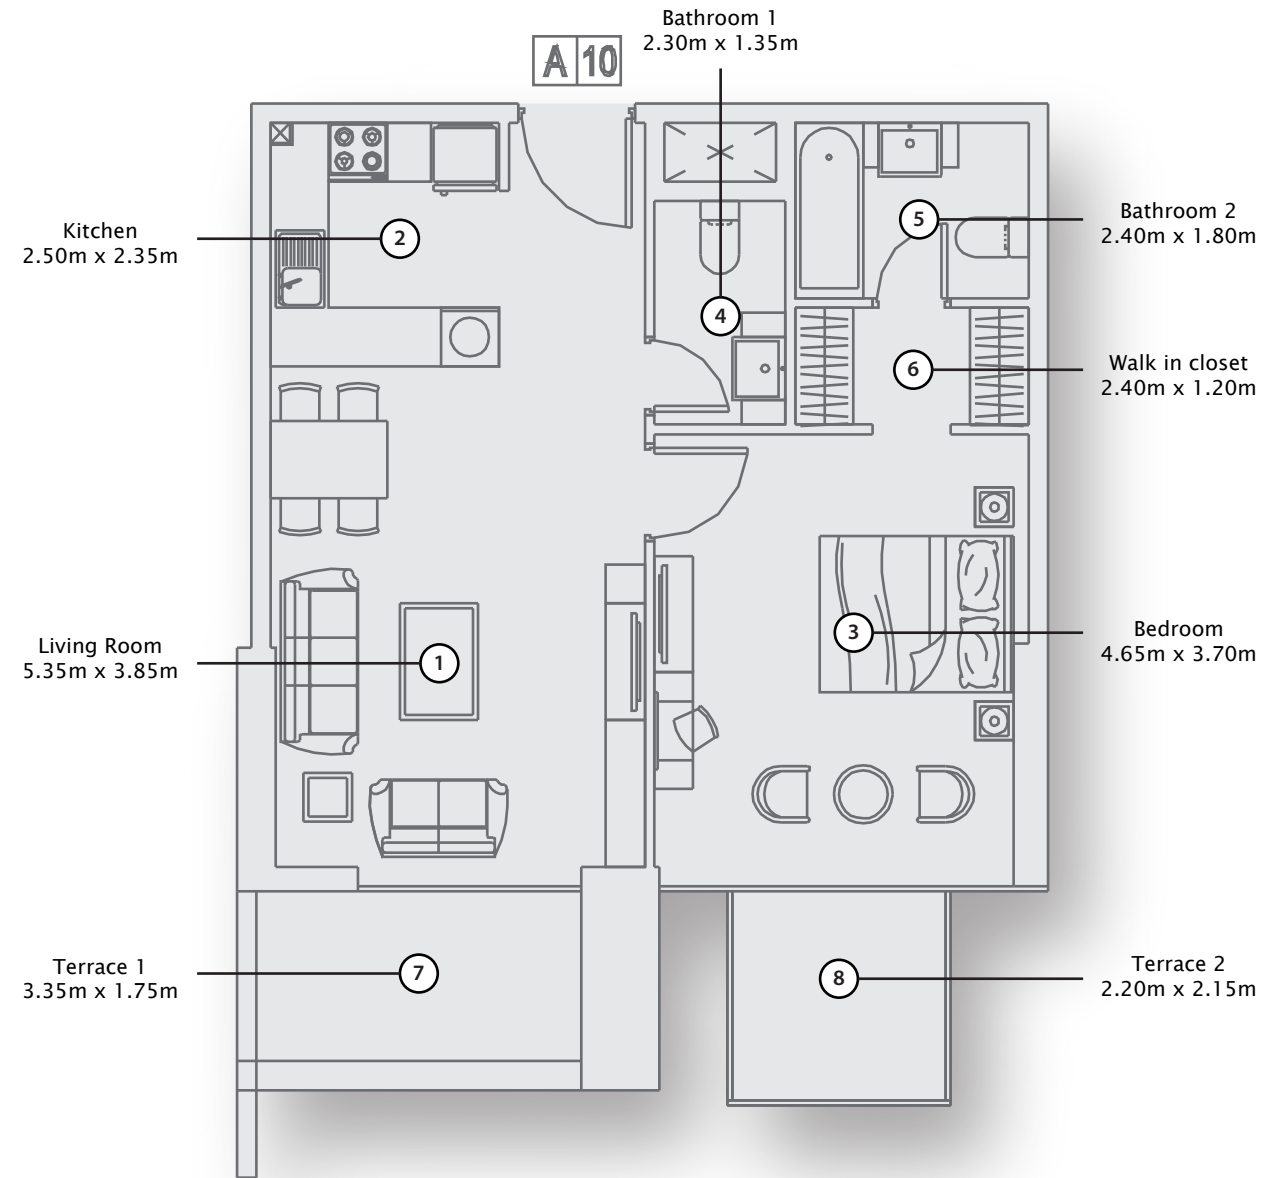 Bathroom 1
2.30m x 1.35m
A 10
Kitchen
2.50m x 2.35m
2
5
Bathroom 2
2.40m x 1.80m
4
6
Walk in closet
2.40m x 1.20m
Living Room
5.35m x 3.85m
1
3
Bedroom
4.65m x 3.70m
Terrace 1
3.35m x 1.75m
7
8
Terrace 2
2.20m x 2.15m